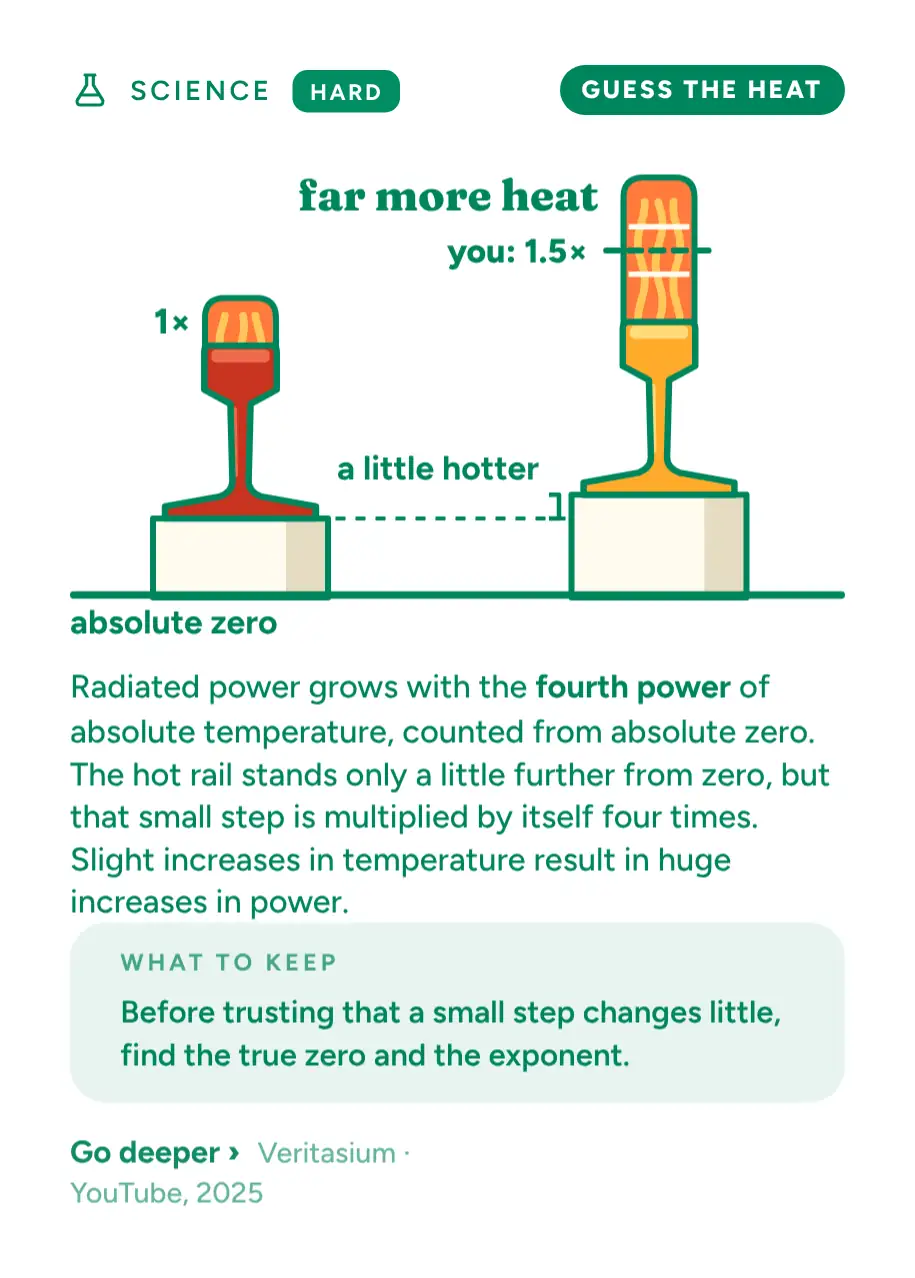 SCIENCE HARD
GUESS THE HEAT
far more heat
you: 1.5×
1×
a little hotter
absolute zero
Radiated power grows with the fourth power of
absolute temperature, counted from absolute zero.
The hot rail stands only a little further from zero, but
that small step is multiplied by itself four times.
Slight increases in temperature result in huge
increases in power.
WHAT TO KEEP
Before trusting that a small step changes little,
find the true zero and the exponent.
Go deeper › Veritasium ·
YouTube, 2025